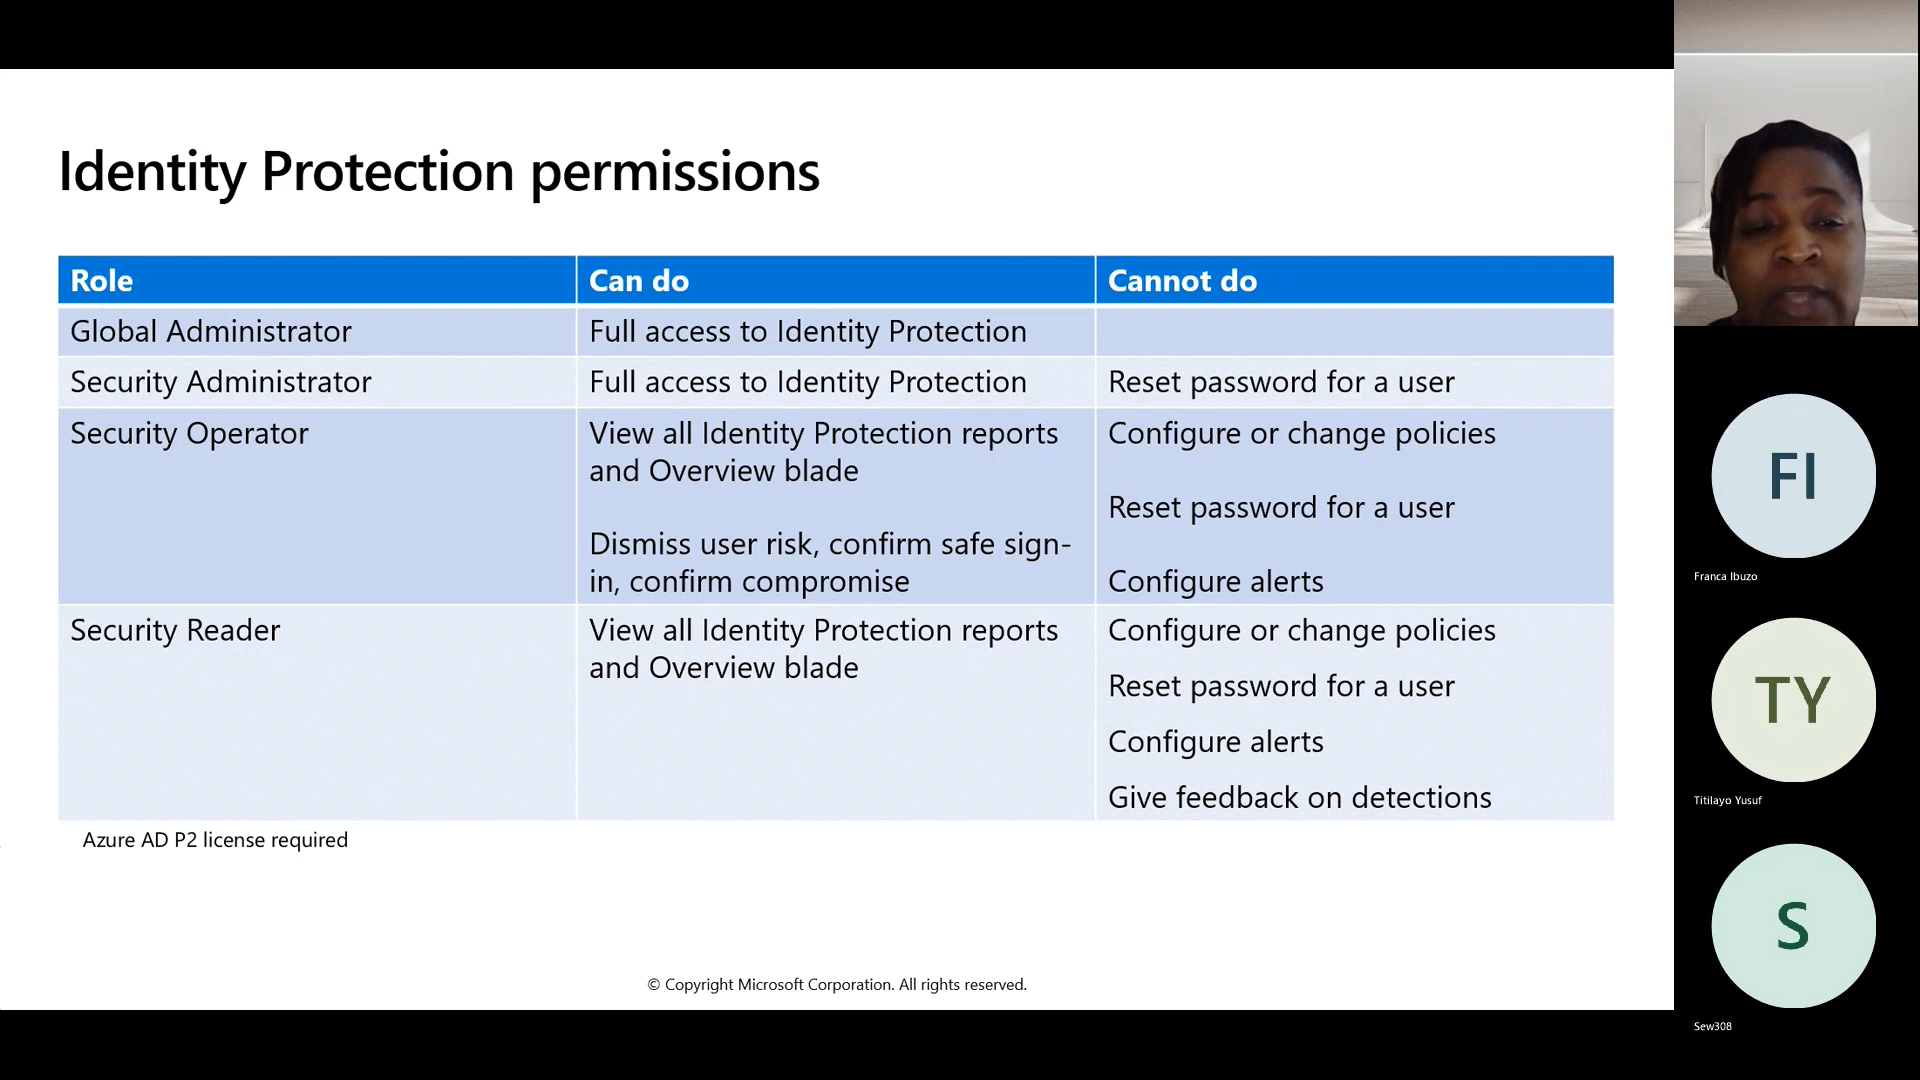 Identity Protection permissions
Role
Can do
Cannot do
Global Administrator
Full access to Identity Protection
Security Administrator
Full access to Identity Protection
Reset password for a user
Security Operator
View all Identity Protection reports
and Overview blade
Dismiss user risk, confirm safe sign-
in, confirm compromise
Configure or change policies
Reset password for a user
Configure alerts
Security Reader
View all Identity Protection reports
and Overview blade
Configure or change policies
Reset password for a user
Configure alerts
Give feedback on detections
Azure AD P2 license required
© Copyright Microsoft Corporation. All rights reserved.
FI
Franca Ibuzo
TY
Titilayo Yusuf
S
Sew308